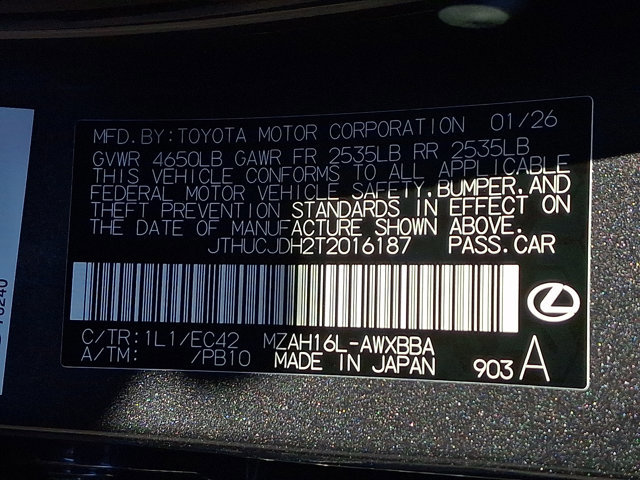 MFD. BY: TOYOTA MOTOR CORPORATION 01/26
GVWR 4650LB GAWR FR 2535LB RR 2535LB
THIS VEHICLE CONFORMS TO ALL APPLICABLE
FEDERAL MOTOR VEHICLE SAFETY, BUMPER, AND
THEFT PREVENTION STANDARDS IN EFFECT ON
THE DATE OF MANUFACTURE SHOWN ABOVE.
JTHUCJDH2T2016187 PASS.CAR
C/TR: 1L1/EC42 MZAH16L-AWXBBA
A/TM: /PB10 MADE IN JAPAN 903 A